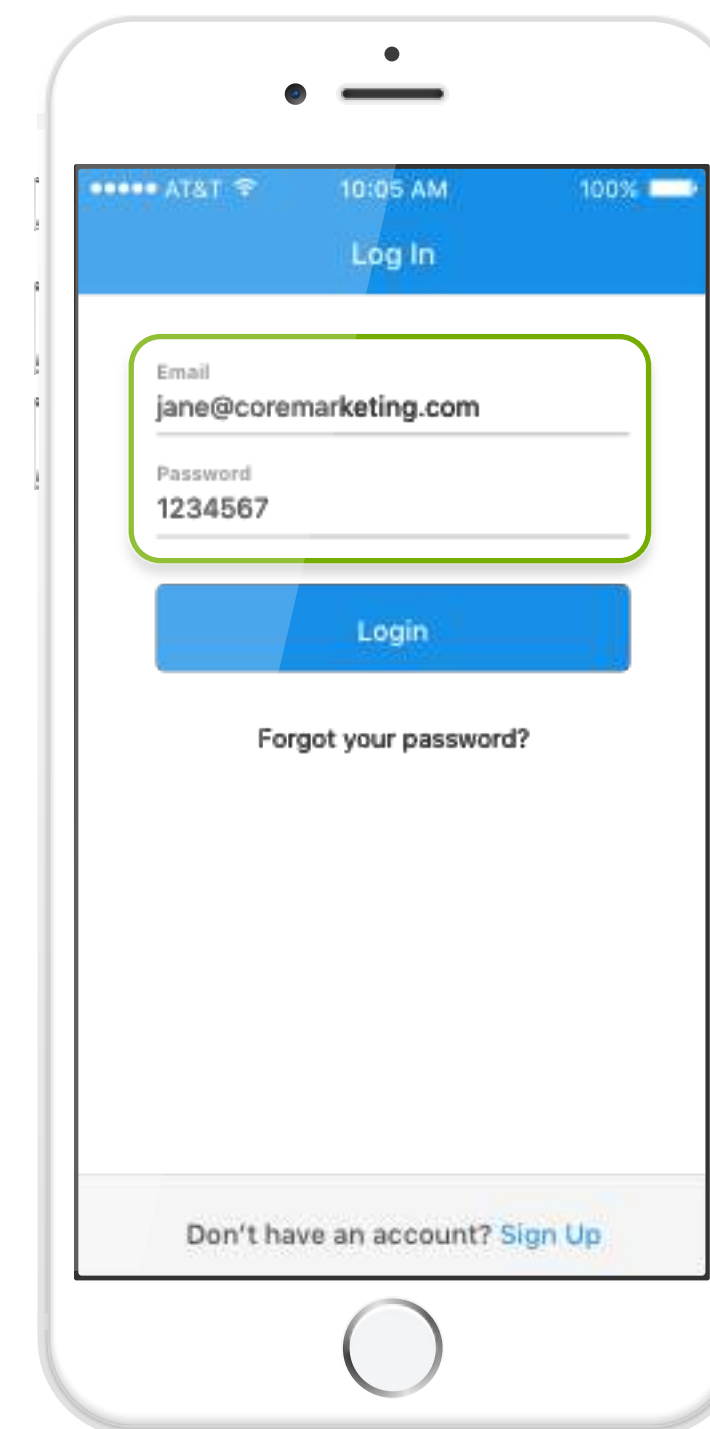 AT&T 10:05 AM 100%
Log In
Email
jane@coremarketing.com
Password
1234567
Login
Forgot your password?
Don't have an account? Sign Up